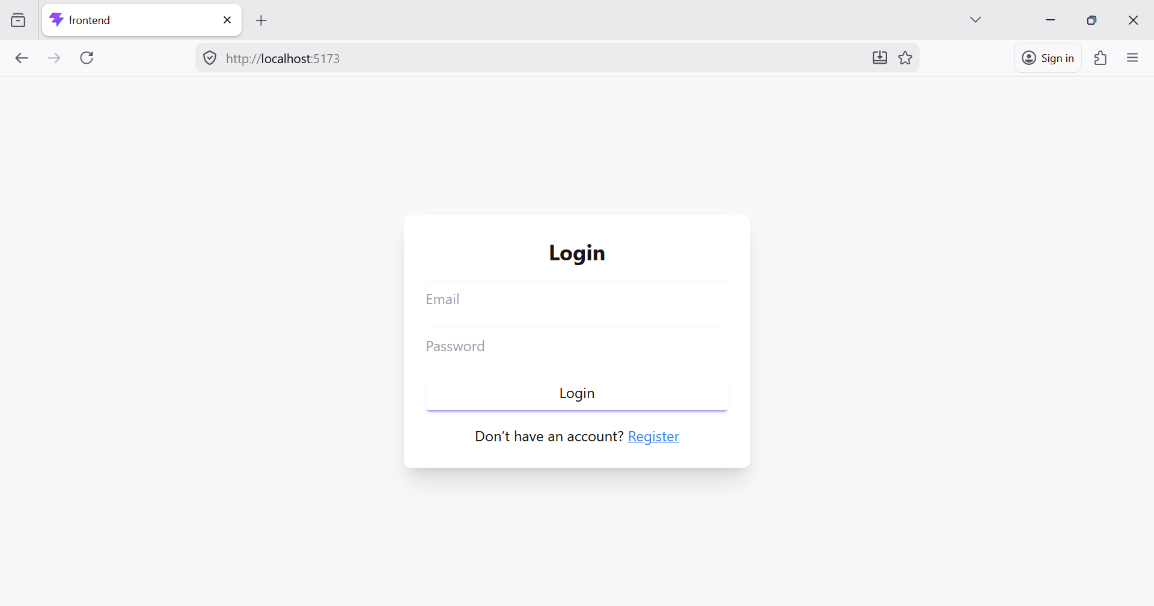 frontend
http://localhost:5173
Sign in
Login
Email
Password
Login
Don't have an account? Register